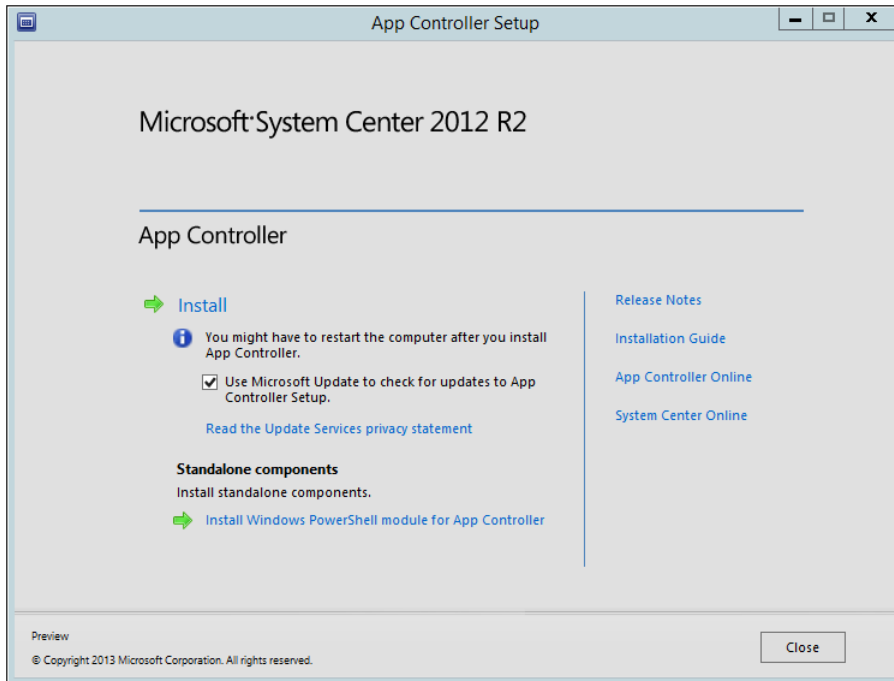 App Controller Setup
Microsoft System Center 2012 R2
App Controller
Install
You might have to restart the computer after you install
App Controller.
Use Microsoft Update to check for updates to App
Controller Setup.
Read the Update Services privacy statement
Standalone components
Install standalone components.
Install Windows PowerShell module for App Controller
Release Notes
Installation Guide
App Controller Online
System Center Online
Preview
© Copyright 2013 Microsoft Corporation. All rights reserved.
Close